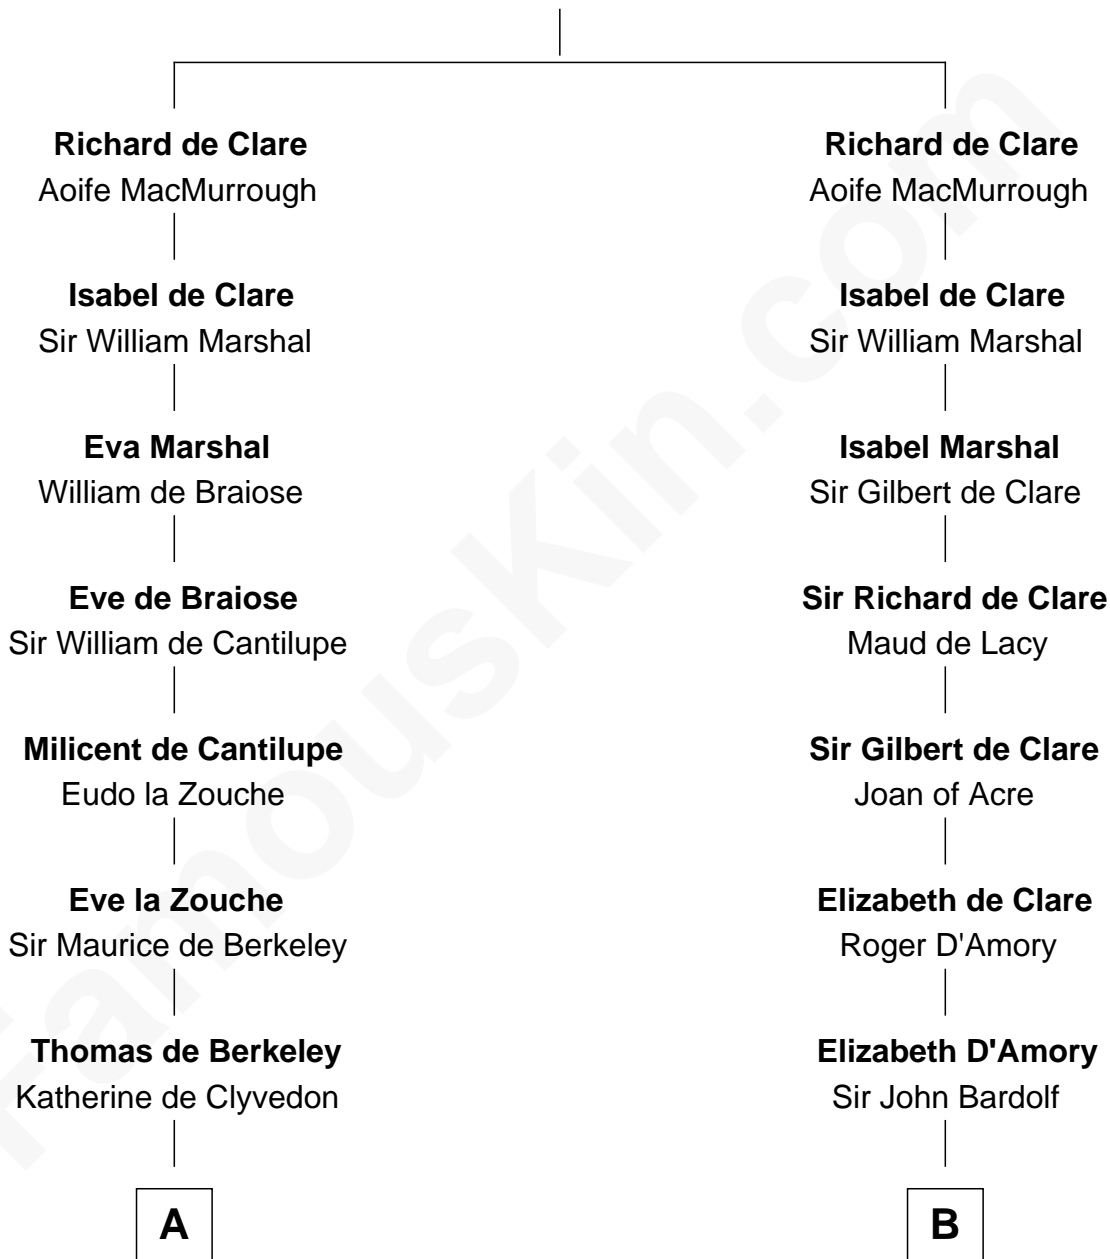 Richard de Clare
Aoife MacMurrough
Isabel de Clare
Sir William Marshal
Eva Marshal
William de Braiose
Eve de Braiose
Sir William de Cantilupe
Milicent de Cantilupe
Eudo la Zouche
Eve la Zouche
Sir Maurice de Berkeley
Thomas de Berkeley
Katherine de Clyvedon
A
Richard de Clare
Aoife MacMurrough
Isabel de Clare
Sir William Marshal
Isabel Marshal
Sir Gilbert de Clare
Sir Richard de Clare
Maud de Lacy
Sir Gilbert de Clare
Joan of Acre
Elizabeth de Clare
Roger D'Amory
Elizabeth D'Amory
Sir John Bardolf
B
FamousKin.com